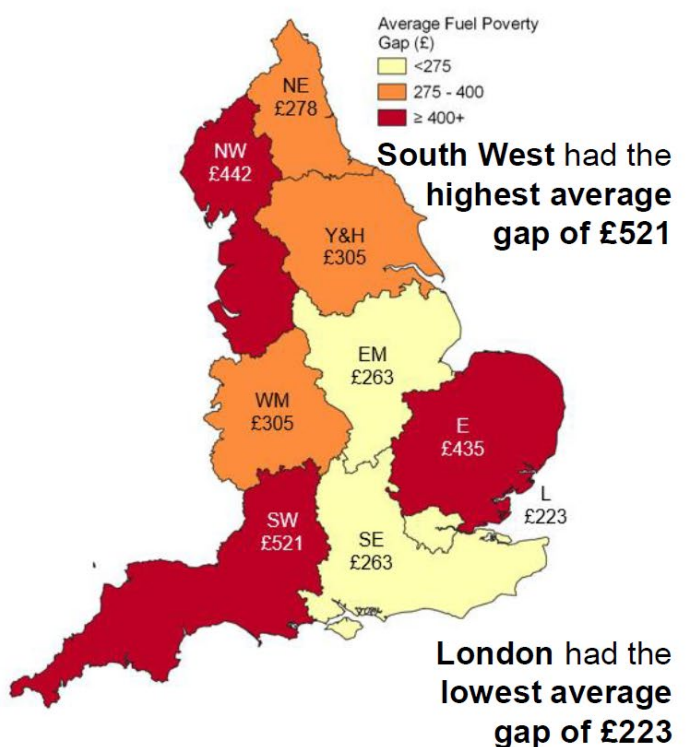 Average Fuel Poverty
Gap (£)
<275
275 - 400
≥ 400+
NE
£278
NW
£442
South West had the
highest average
gap of £521
Y&H
£305
EM
£263
WM
£305
E
£435
L
£223
SW
£521
SE
£263
London had the
lowest average
gap of £223